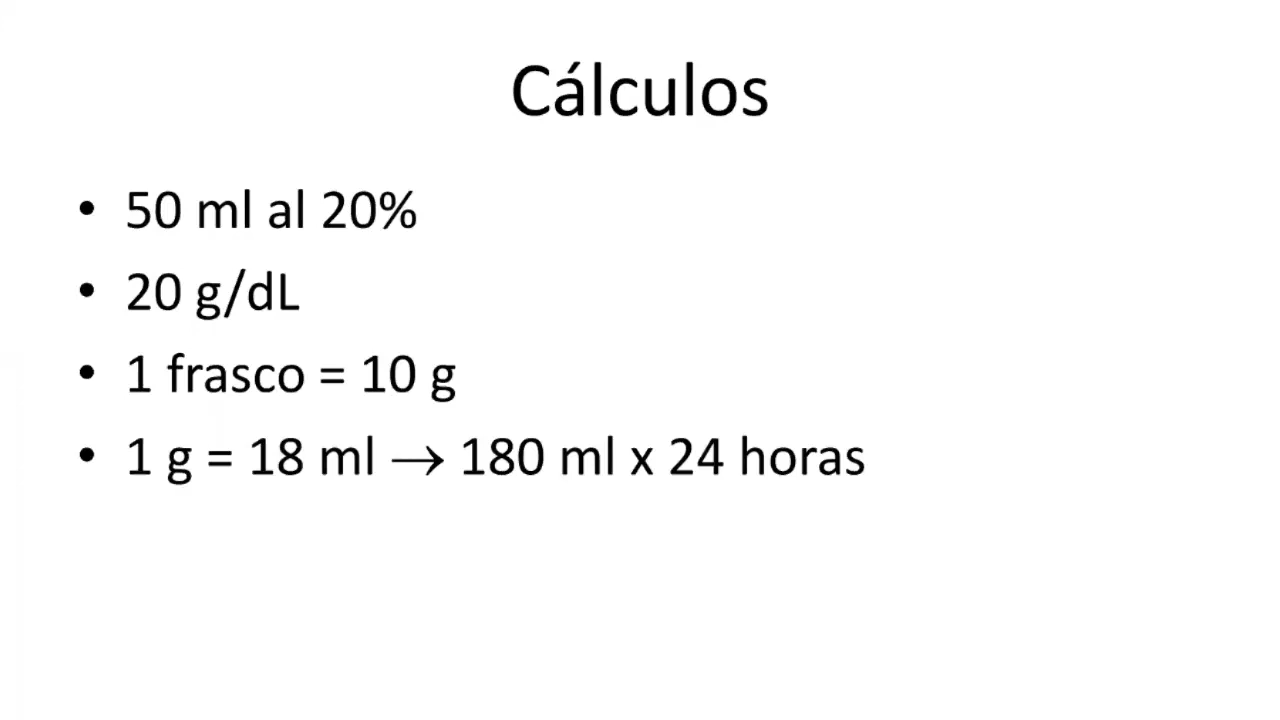 Cálculos
• 50 ml al 20%
• 20 g/dL
• 1 frasco = 10 g
• 1 g = 18 ml → 180 ml x 24 horas